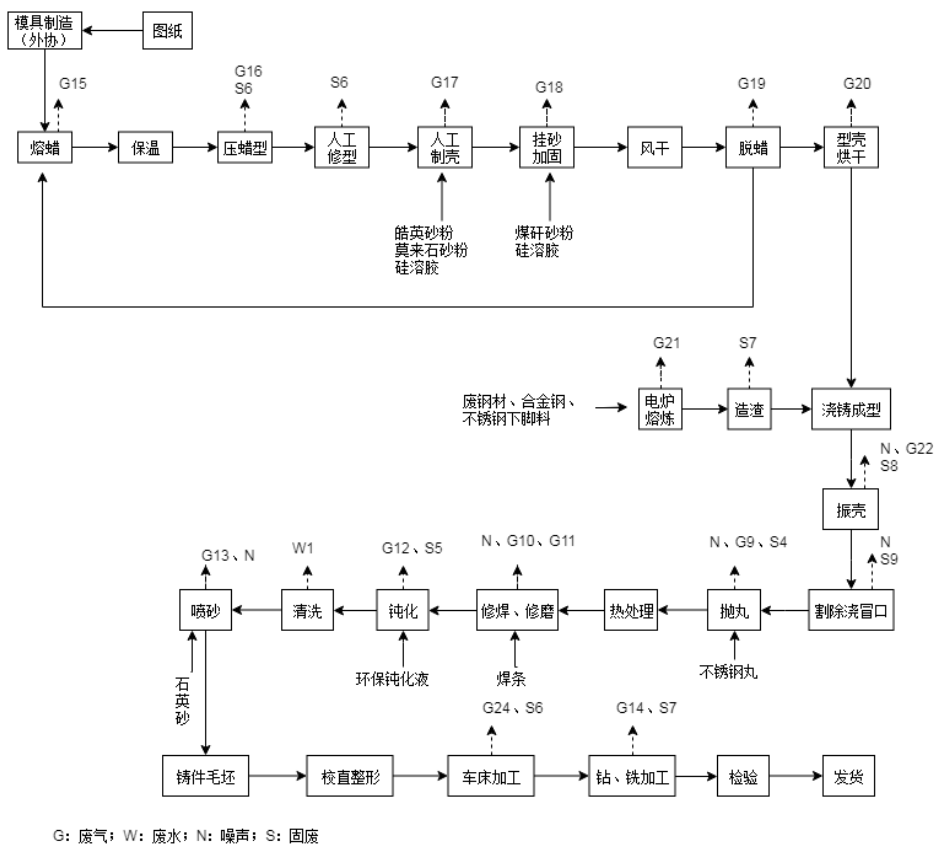 模具制造
（外协）
图纸
G15
G16
S6
S6
G17
G18
G19
G20
熔蜡
保温
压蜡型
人工
修型
人工
制壳
挂砂
加固
风干
脱蜡
型壳
烘干
皓英砂粉
莫来石砂粉
硅溶胶
煤矸砂粉
硅溶胶
G21
S7
废钢材、合金钢、
不锈钢下脚料
电炉
熔炼
造渣
浇铸成型
N、G22
S8
振壳
N
S9
G13、N
W1
G12、S5
N、G10、G11
N、G9、S4
喷砂
清洗
钝化
修焊、修磨
热处理
抛丸
割除浇冒口
石
英
砂
环保钝化液
焊条
不锈钢丸
G24、S6
G14、S7
铸件毛坯
校直整形
车床加工
钻、铣加工
检验
发货
G：废气；W：废水；N：噪声；S：固废